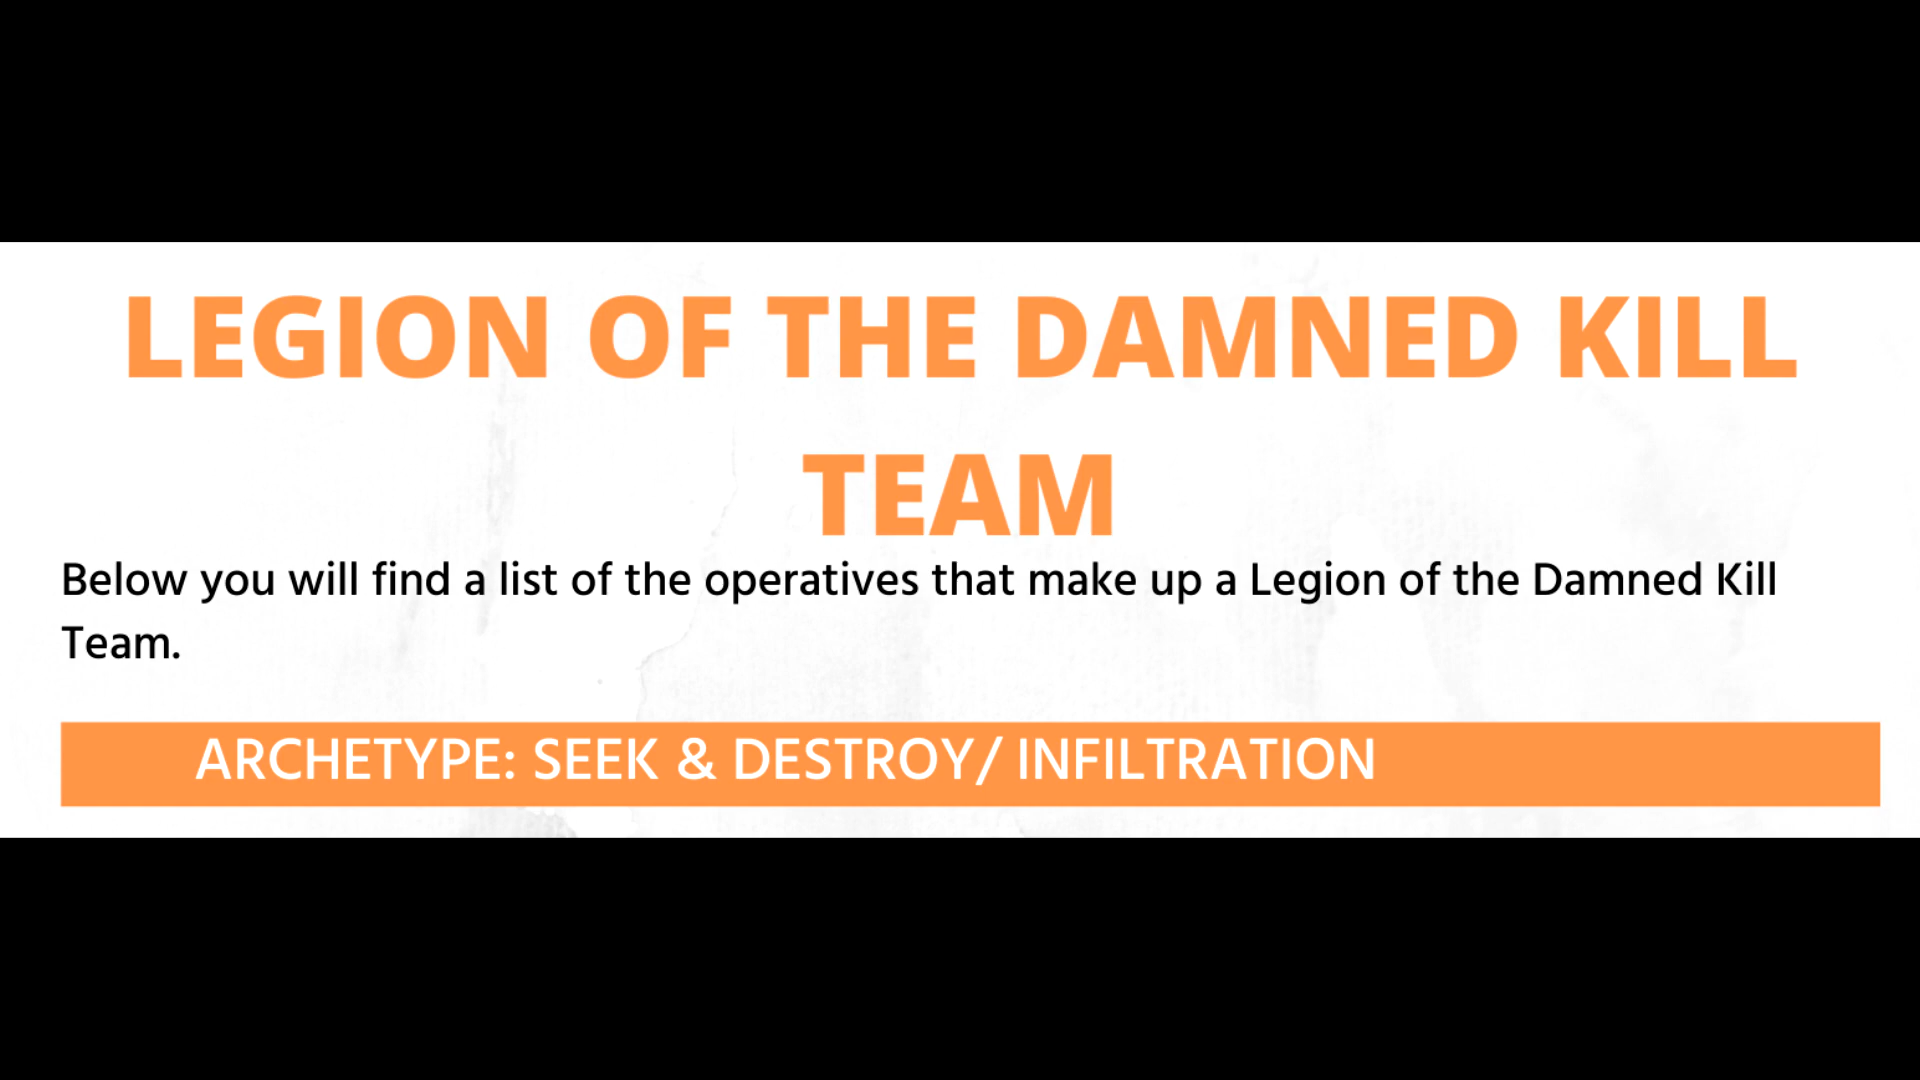 LEGION OF THE DAMNED KILL
TEAM
Below you will find a list of the operatives that make up a Legion of the Damned Kill
Team.
ARCHETYPE: SEEK & DESTROY/ INFILTRATION